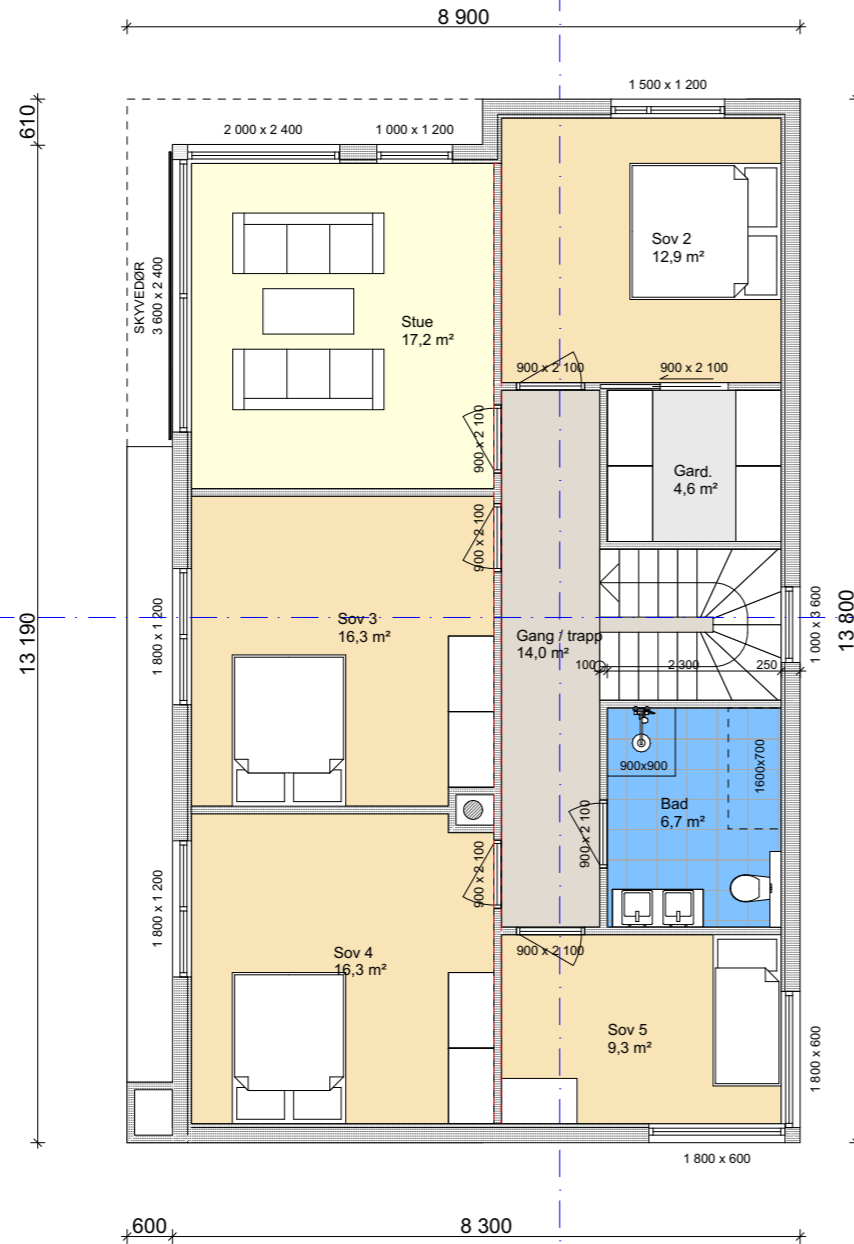 8 900
610
1 500 x 1 200
2 000 x 2 400
1 000 x 1 200
SKYVEDØR
3 600 x 2 400
Sov 2
12,9 m²
Stue
17,2 m²
900 x 2 100
900 x 2 100
900 x 2 100
Gard.
4,6 m²
900 x 2 100
13 190
1 800 x 1 200
Sov 3
16,3 m²
Gang / trapp
14,0 m²
1 000 x 3 600
13 800
100
2 300
250
900x900
1600x700
Bad
6,7 m²
900 x 2 100
900 x 2 100
1 800 x 1 200
Sov 4
16,3 m²
900 x 2 100
Sov 5
9,3 m²
1 800 x 600
1 800 x 600
600
8 300